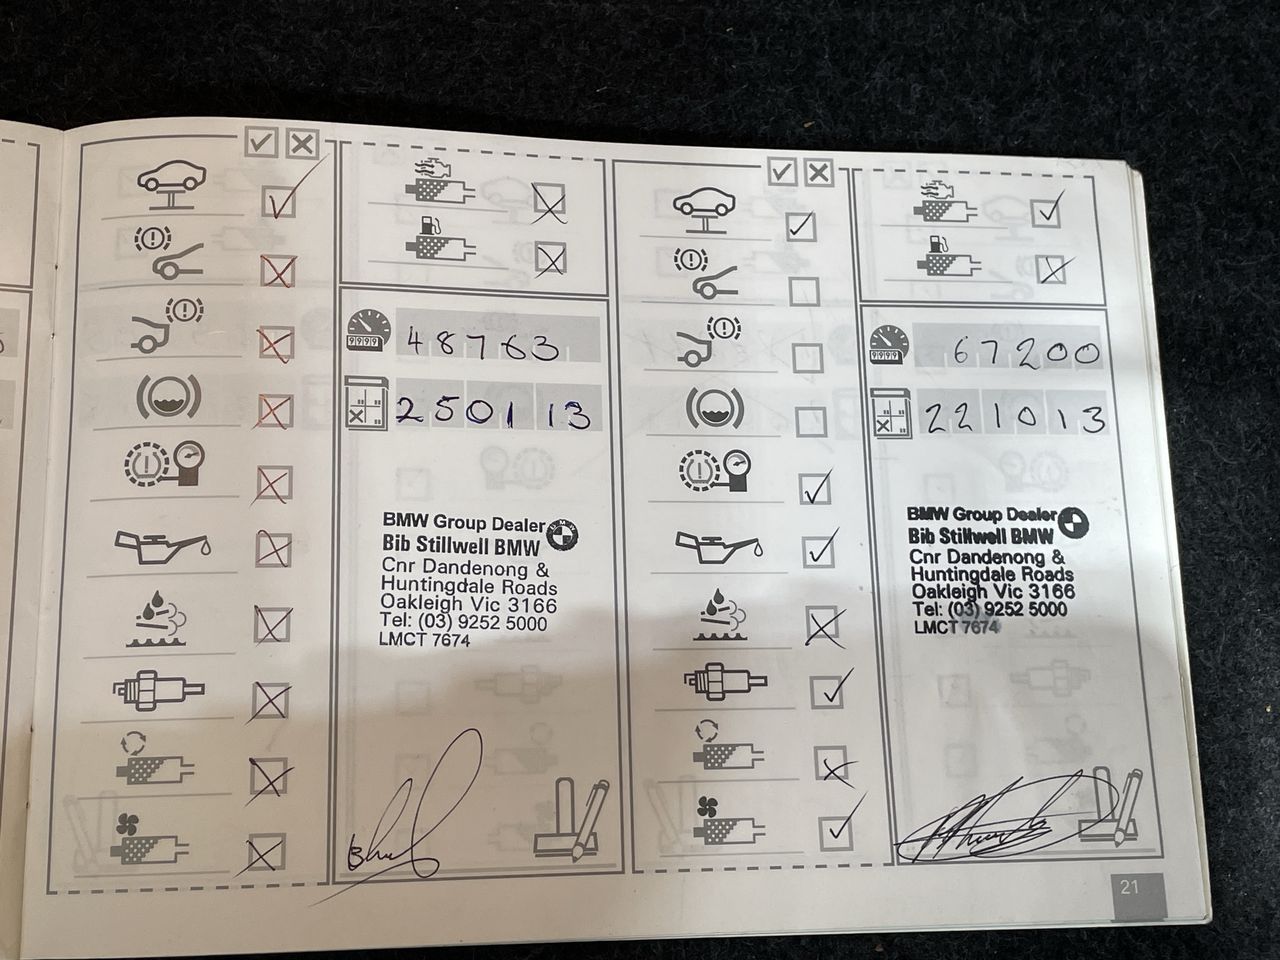 48763
250113
BMW Group Dealer
Bib Stillwell BMW
Cnr Dandenong &
Huntingdale Roads
Oakleigh Vic 3166
Tel: (03) 9252 5000
LMCT 7674
67200
221013
BMW Group Dealer
Bib Stillwell BMW
Cnr Dandenong &
Huntingdale Roads
Oakleigh Vic 3166
Tel: (03) 9252 5000
LMCT 7674
21